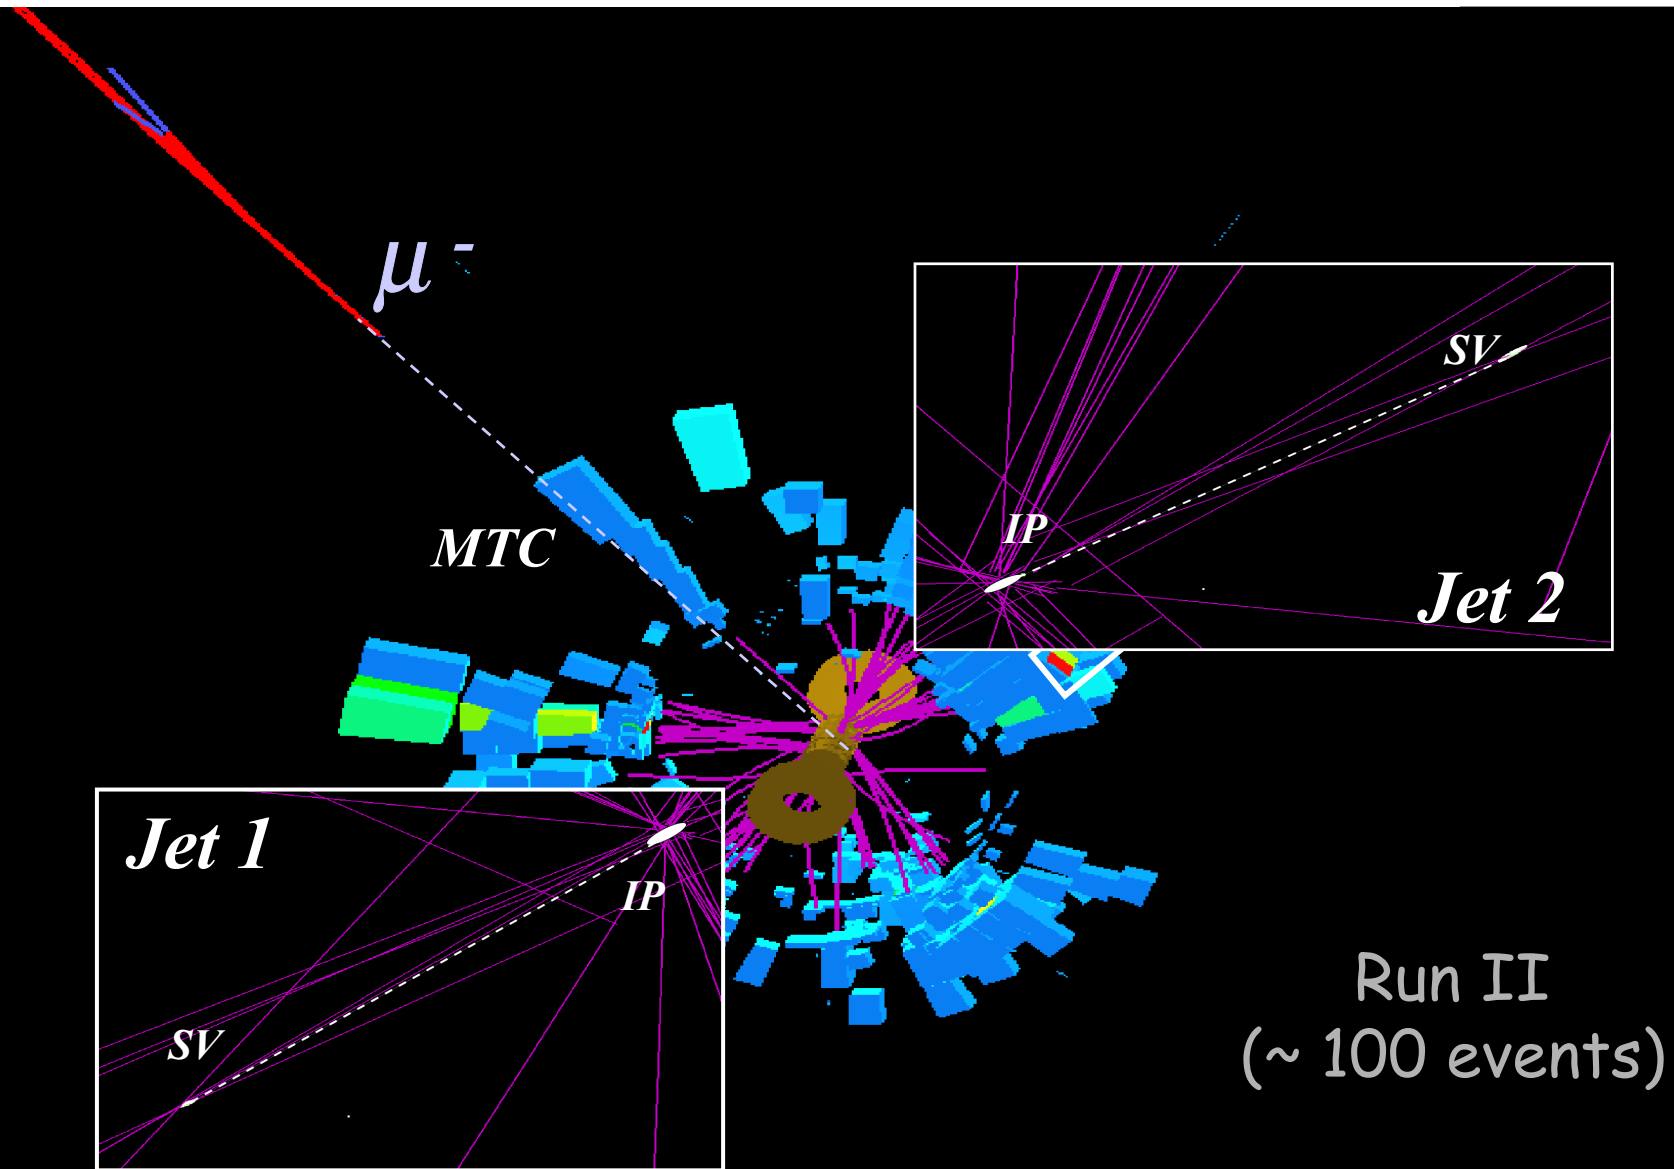 μ -
SV
MTC
IP
Jet 2
Jet 1
IP
SV
Run II
(~ 100 events)